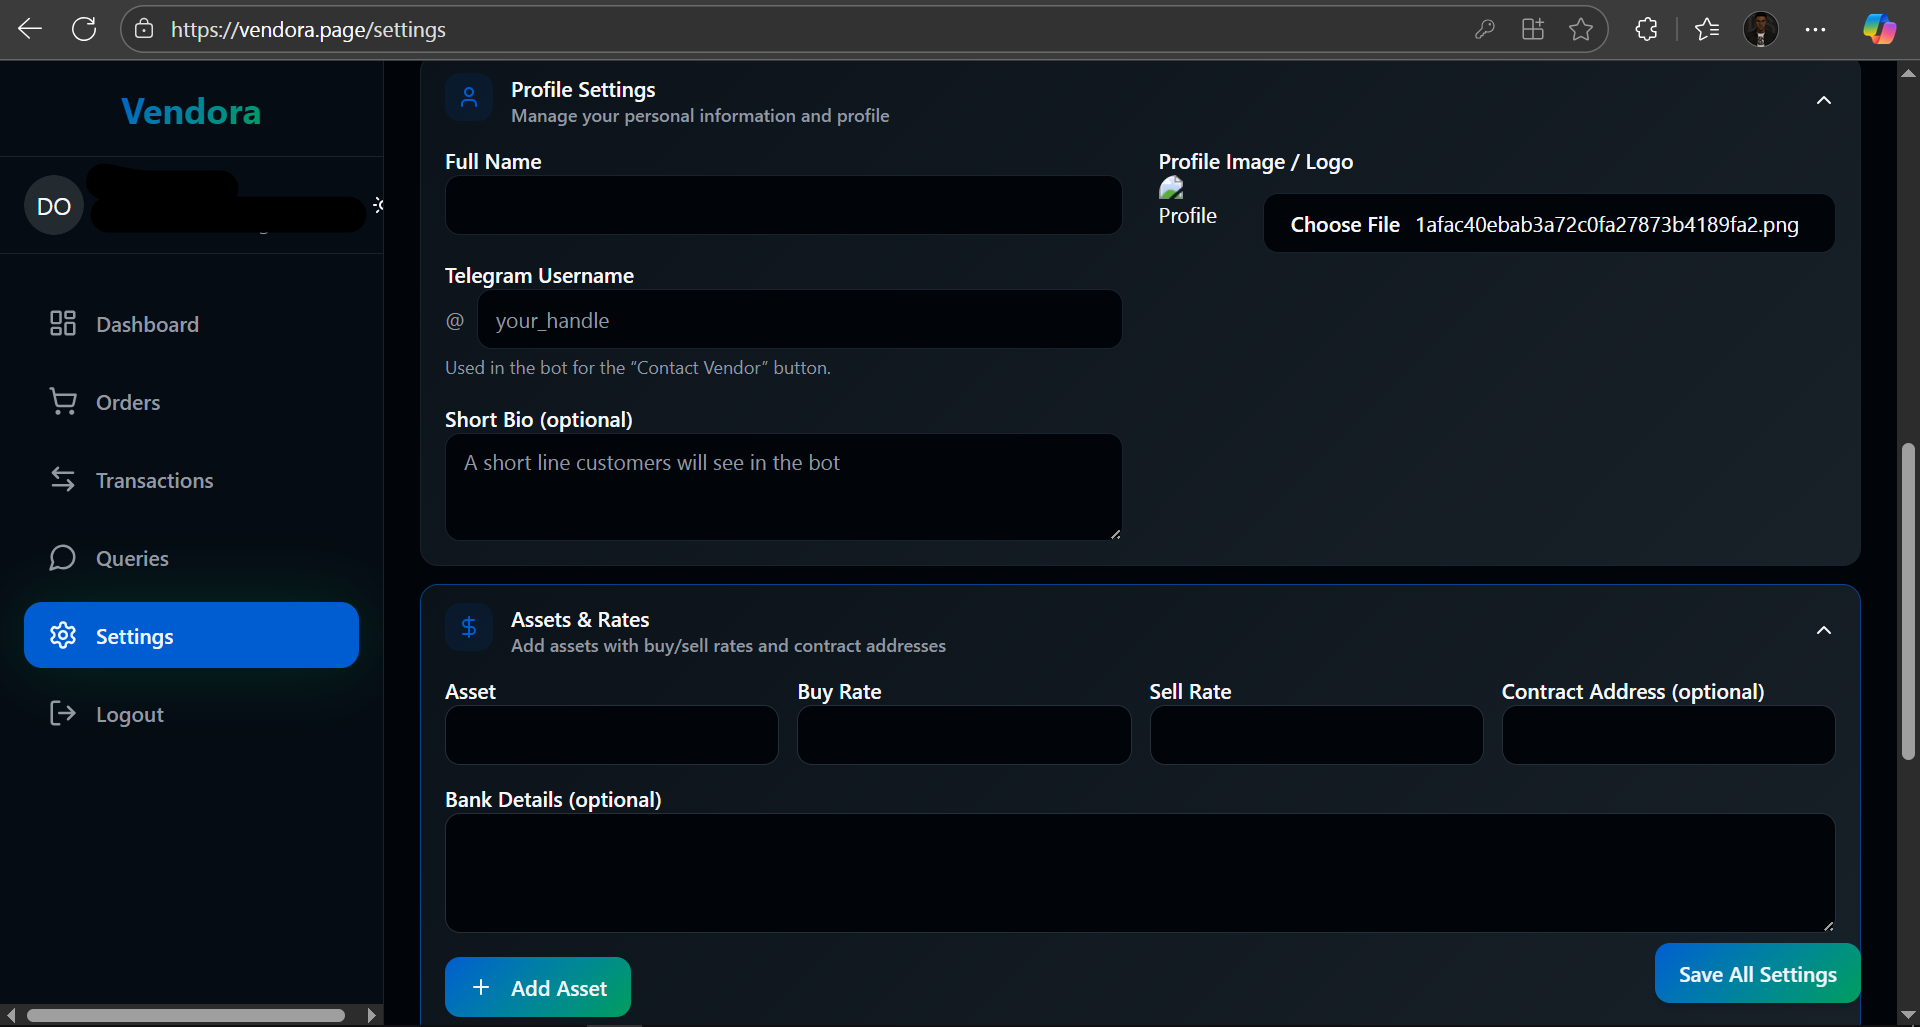 https://vendora.page/settings
Vendora
DO
Dashboard
Orders
Transactions
Queries
Settings
Logout
Profile Settings
Manage your personal information and profile
Full Name
Profile Image / Logo
Profile
Choose File 1afac40ebab3a72c0fa27873b4189fa2.png
Telegram Username
@ your_handle
Used in the bot for the “Contact Vendor” button.
Short Bio (optional)
A short line customers will see in the bot
Assets & Rates
Add assets with buy/sell rates and contract addresses
Asset
Buy Rate
Sell Rate
Contract Address (optional)
Bank Details (optional)
+ Add Asset
Save All Settings